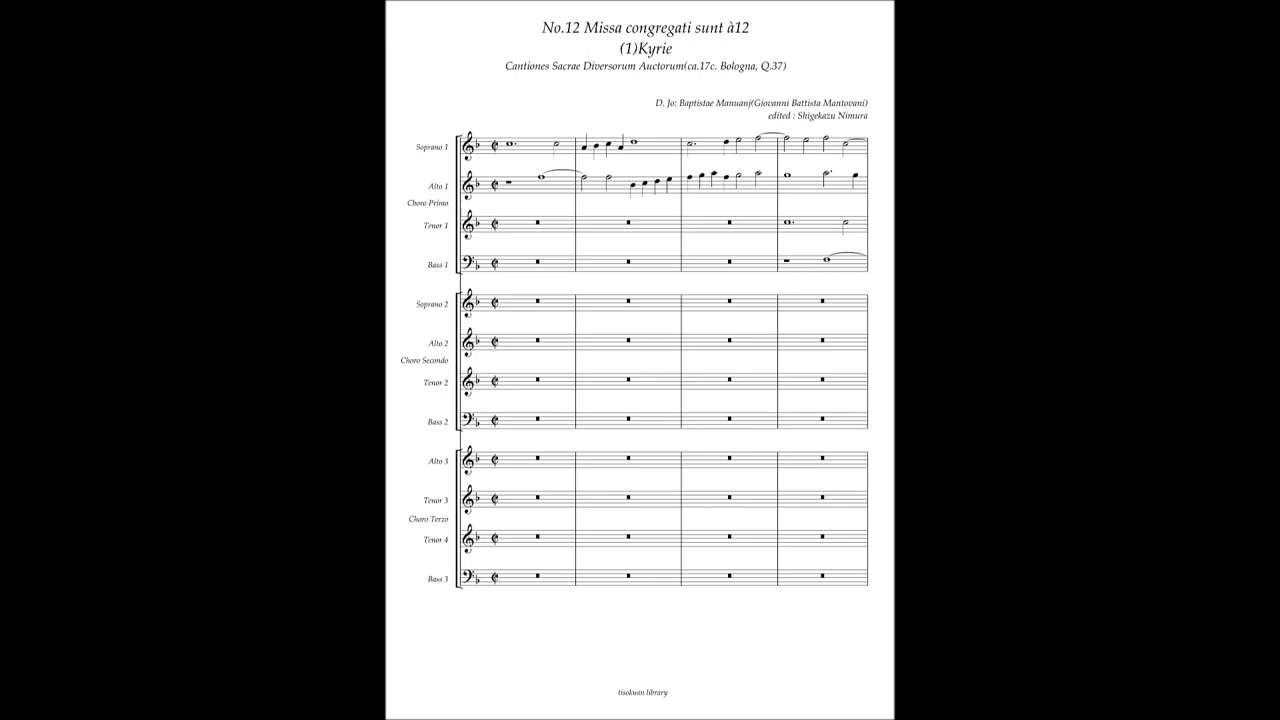 No.12 Missa congregati sunt à12
(1)Kyrie
Cantiones Sacrae Diversorum Auctorum(ca.17c. Bologna, Q.37)
D. Jo: Baptistae Manuanj(Giovanni Battista Mantovani)
edited : Shigekazu Nimura
Soprano 1
Alto 1
Choro Primo
Tenor 1
Bass 1
Soprano 2
Alto 2
Choro Secondo
Tenor 2
Bass 2
Alto 3
Tenor 3
Choro Terzo
Tenor 4
Bass 3
tisokuan library